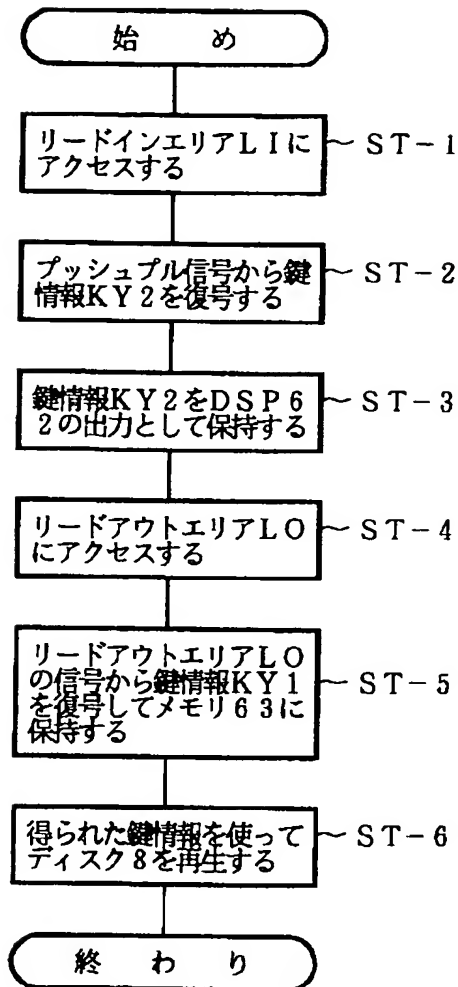 始 め
リードインエリアＬＩに ～ ＳＴ－１
アクセスする
プッシュプル信号から鍵 ～ ＳＴ－２
情報ＫＹ２を復号する
鍵情報ＫＹ２をＤＳＰ６ ～ ＳＴ－３
２の出力として保持する
リードアウトエリアＬＯ ～ ＳＴ－４
にアクセスする
リードアウトエリアＬＯ
の信号から鍵情報ＫＹ１ ～ ＳＴ－５
を復号してメモリ６３に
保持する
得られた鍵情報を使って ～ ＳＴ－６
ディスク８を再生する
終 わ り